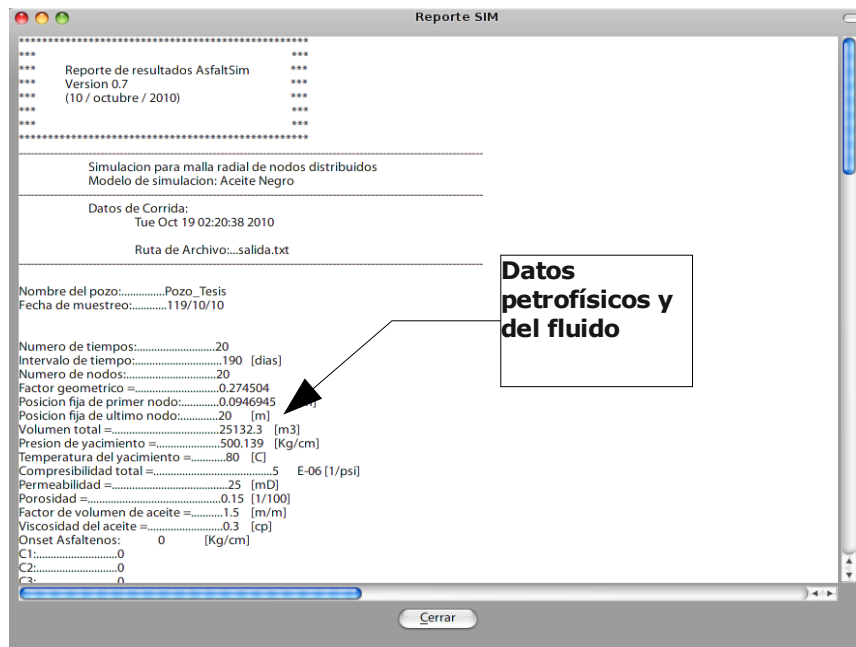 Reporte SIM
***************************************************
*** ***
*** Reporte de resultados AsfaltSim ***
*** Version 0.7 ***
*** (10 / octubre / 2010) ***
*** ***
*** ***
***************************************************
Simulacion para malla radial de nodos distribuidos
Modelo de simulacion: Aceite Negro
Datos de Corrida:
Tue Oct 19 02:20:38 2010
Ruta de Archivo:...salida.txt
Nombre del pozo:...............Pozo_Tesis
Fecha de muestreo:............119/10/10
Numero de tiempos:...........................20
Intervalo de tiempo:..............................190 [dias]
Numero de nodos:.........................20
Factor geometrico =.............................0.274504
Posicion fija de primer nodo:.............0.0946945
Posicion fija de ultimo nodo:.............20 [m]
Volumen total =..................................25132.3 [m3]
Presion de yacimiento =......................500.139 [Kg/cm]
Temperatura del yacimiento =............80 [C]
Compresibilidad total =.........................................5 E-06 [1/psi]
Permeabilidad =........................................25 [mD]
Porosidad =..............................................0.15 [1/100]
Factor de volumen de aceite =...........1.5 [m/m]
Viscosidad del aceite =.........................0.3 [cp]
Onset Asfaltenos: 0 [Kg/cm]
C1:............................0
C2:............................0
C3:............................0
Datos
petrofísicos y
del fluido
Cerrar